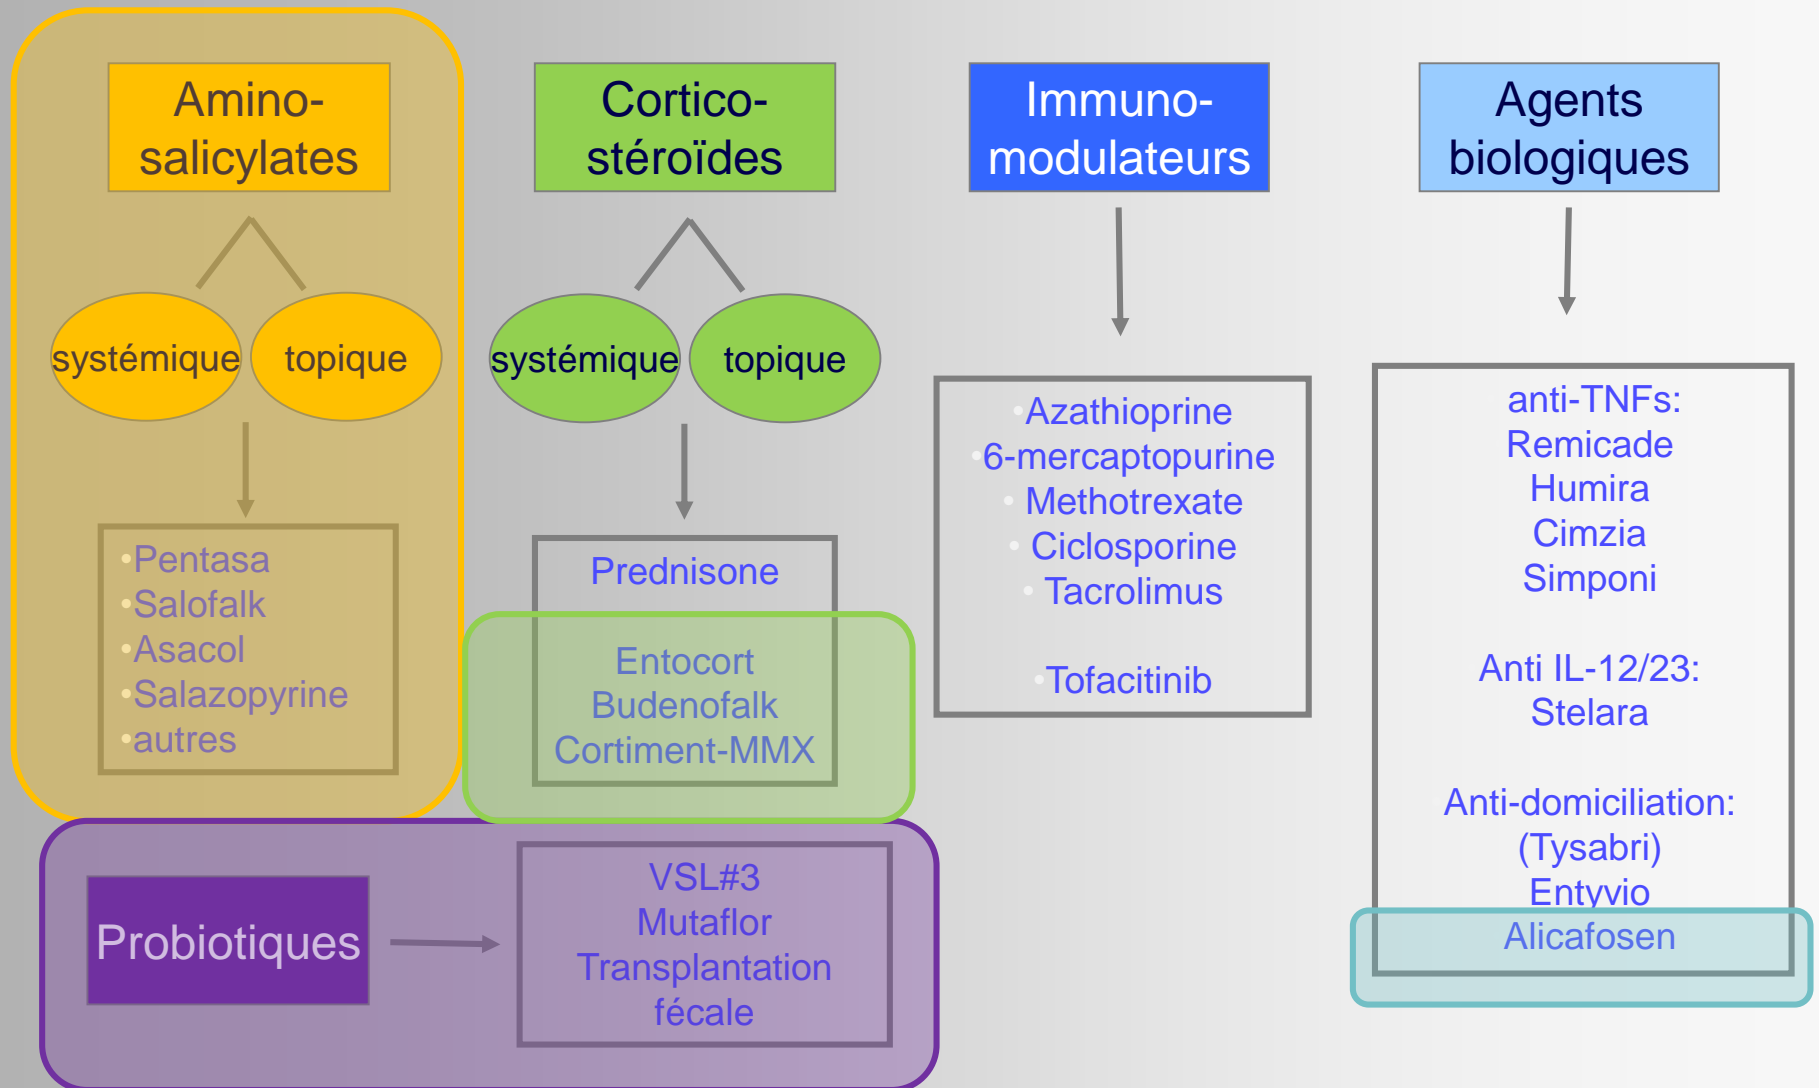 Amino-
salicylates
systémique
topique
•Pentasa
•Salofalk
•Asacol
•Salazopyrine
•autres
Cortico-
stéroïdes
systémique
topique
Prednisone
Entocort
Budenofalk
Cortiment-MMX
Immuno-
modulateurs
•Azathioprine
•6-mercaptopurine
• Methotrexate
• Ciclosporine
• Tacrolimus
•Tofacitinib
Agents
biologiques
anti-TNFs:
Remicade
Humira
Cimzia
Simponi
Anti IL-12/23:
Stelara
Anti-domiciliation:
(Tysabri)
Entyvio
Alicafosen
Probiotiques
VSL#3
Mutaflor
Transplantation
fécale